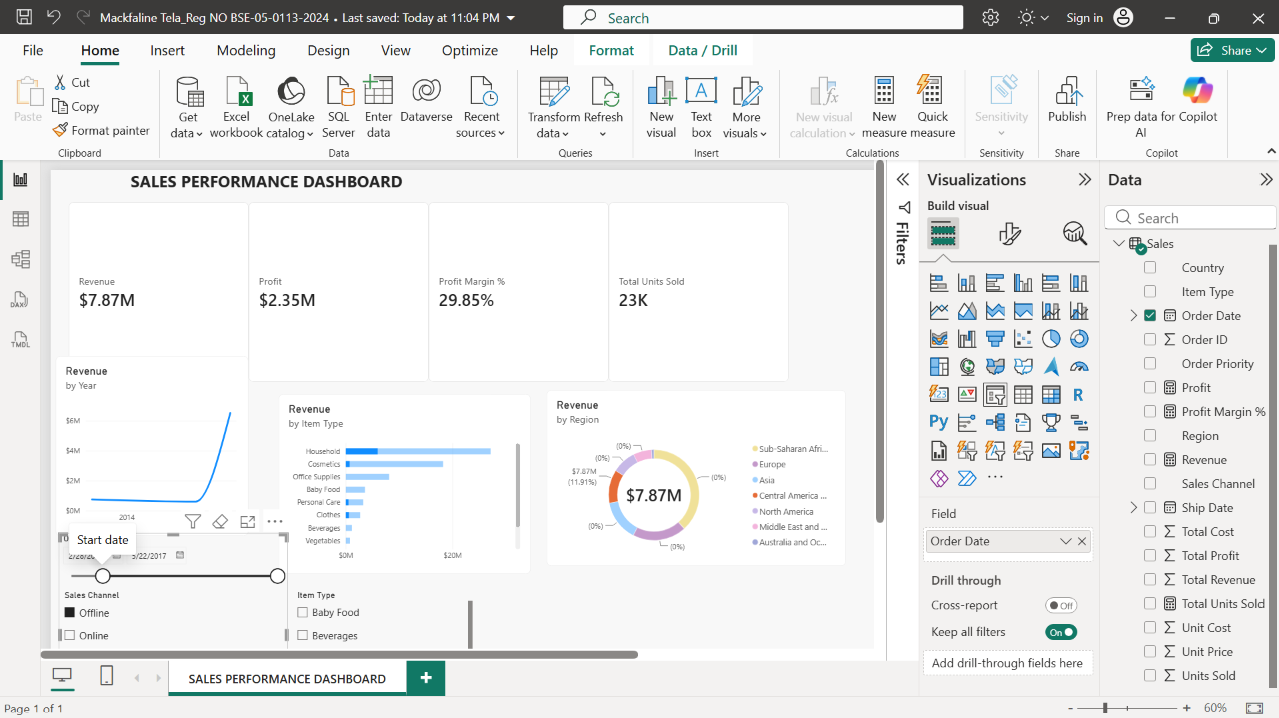 Mackfaline Tela_Reg NO BSE-05-0113-2024 • Last saved: Today at 11:04 PM
Search
Sign in
File
Home
Insert
Modeling
Design
View
Optimize
Help
Format
Data / Drill
Share
Paste
Cut
Copy
Format painter
Clipboard
Get data
Excel workbook
OneLake catalog
SQL Server
Enter data
Dataverse
Recent sources
Data
Transform data
Refresh
Queries
New visual
Text box
More visuals
Insert
New visual calculation
New measure
Quick measure
Calculations
Sensitivity
Sensitivity
Publish
Share
Prep data for AI
Copilot
Copilot
DAX
TMDL
SALES PERFORMANCE DASHBOARD
Revenue
$7.87M
Profit
$2.35M
Profit Margin %
29.85%
Total Units Sold
23K
Revenue
by Year
$6M
$4M
$2M
$0M
2014
Revenue
by Item Type
Household
Cosmetics
Office Supplies
Baby Food
Personal Care
Clothes
Beverages
Vegetables
$0M
$20M
Revenue
by Region
(0%)
(0%)
$7.87M
(11.91%)
(0%)
(0%)
(0%)
$7.87M
Sub-Saharan Afri...
Europe
Asia
Central America ...
North America
Middle East and ...
Australia and Oc...
Start date
5/22/2017
Sales Channel
Offline
Online
Item Type
Baby Food
Beverages
Filters
Visualizations
Build visual
123
R
Py
Field
Order Date
Drill through
Cross-report
Off
Keep all filters
On
Add drill-through fields here
Data
Search
Sales
Country
Item Type
Order Date
Order ID
Order Priority
Profit
Profit Margin %
Region
Revenue
Sales Channel
Ship Date
Total Cost
Total Profit
Total Revenue
Total Units Sold
Unit Cost
Unit Price
Units Sold
SALES PERFORMANCE DASHBOARD
Page 1 of 1
60%